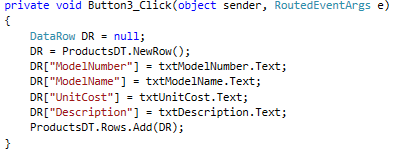 private void Button3_Click(object sender, RoutedEventArgs e)
{
    DataRow DR = null;
    DR = ProductsDT.NewRow();
    DR["ModelNumber"] = txtModelNumber.Text;
    DR["ModelName"] = txtModelName.Text;
    DR["UnitCost"] = txtUnitCost.Text;
    DR["Description"] = txtDescription.Text;
    ProductsDT.Rows.Add(DR);
}